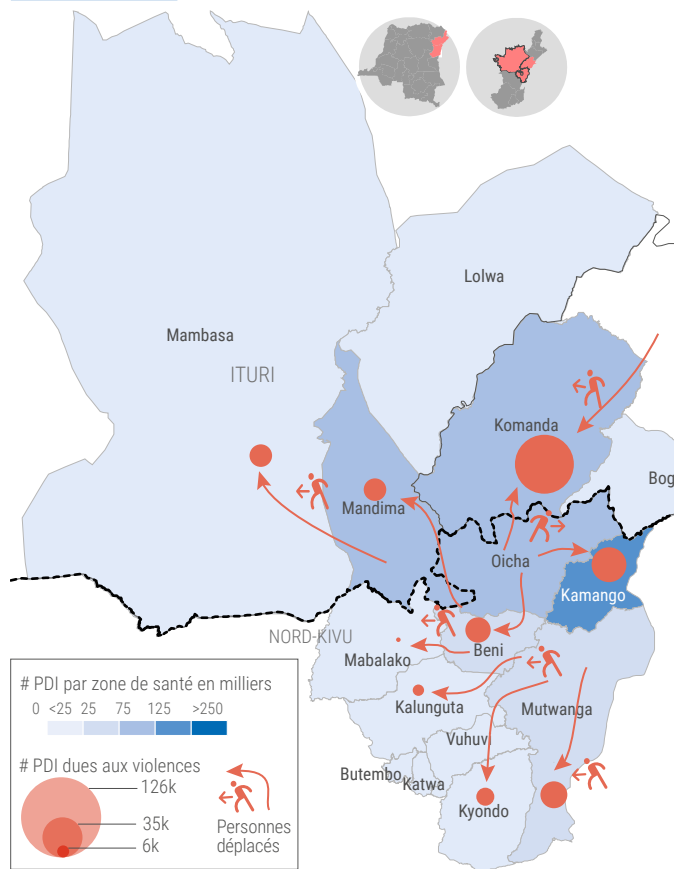 Lolwa
Mambasa
ITURI
Komanda
Bog
Mandima
Oicha
Kamango
NORD-KIVU
Beni
Mabalako
Kalunguta
Mutwanga
Vuhuvi
Butembo
Katwa
Kyondo
# PDI par zone de santé en milliers
0 <25 25 75 125 >250
# PDI dues aux violences
126k
35k
6k
Personnes
déplacés